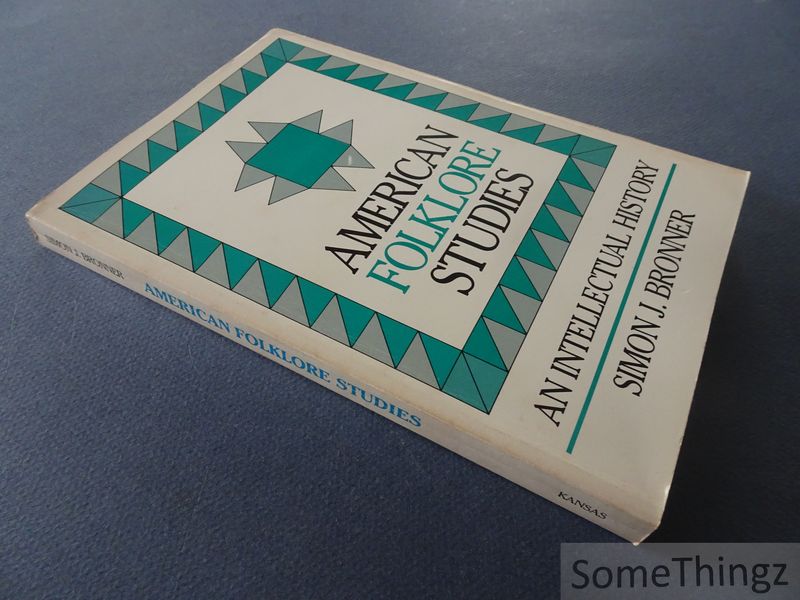 AMERICAN
FOLKLORE
STUDIES
AN INTELLECTUAL HISTORY
SIMON J. BRONNER
SIMON J. BRONNER
AMERICAN FOLKLORE STUDIES
KANSAS
SomeThingz